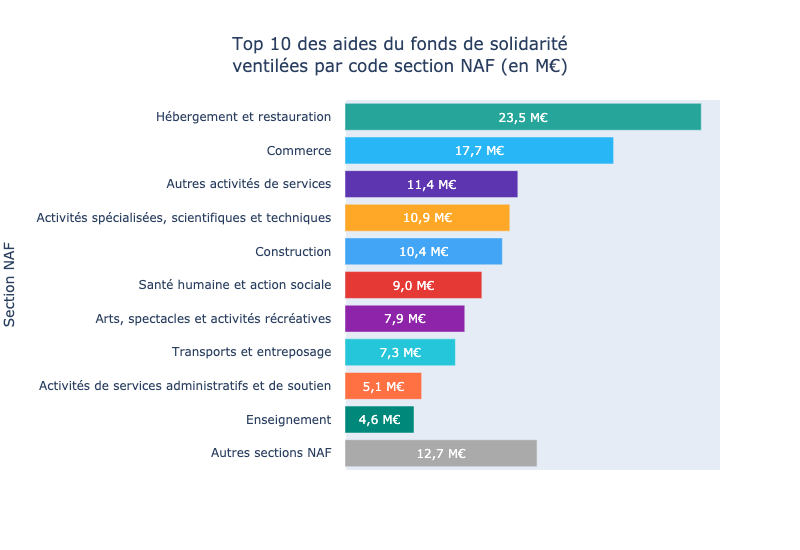 Top 10 des aides du fonds de solidarité
ventilées par code section NAF (en M€)
Section NAF
Hébergement et restauration 23,5 M€
Commerce 17,7 M€
Autres activités de services 11,4 M€
Activités spécialisées, scientifiques et techniques 10,9 M€
Construction 10,4 M€
Santé humaine et action sociale 9,0 M€
Arts, spectacles et activités récréatives 7,9 M€
Transports et entreposage 7,3 M€
Activités de services administratifs et de soutien 5,1 M€
Enseignement 4,6 M€
Autres sections NAF 12,7 M€